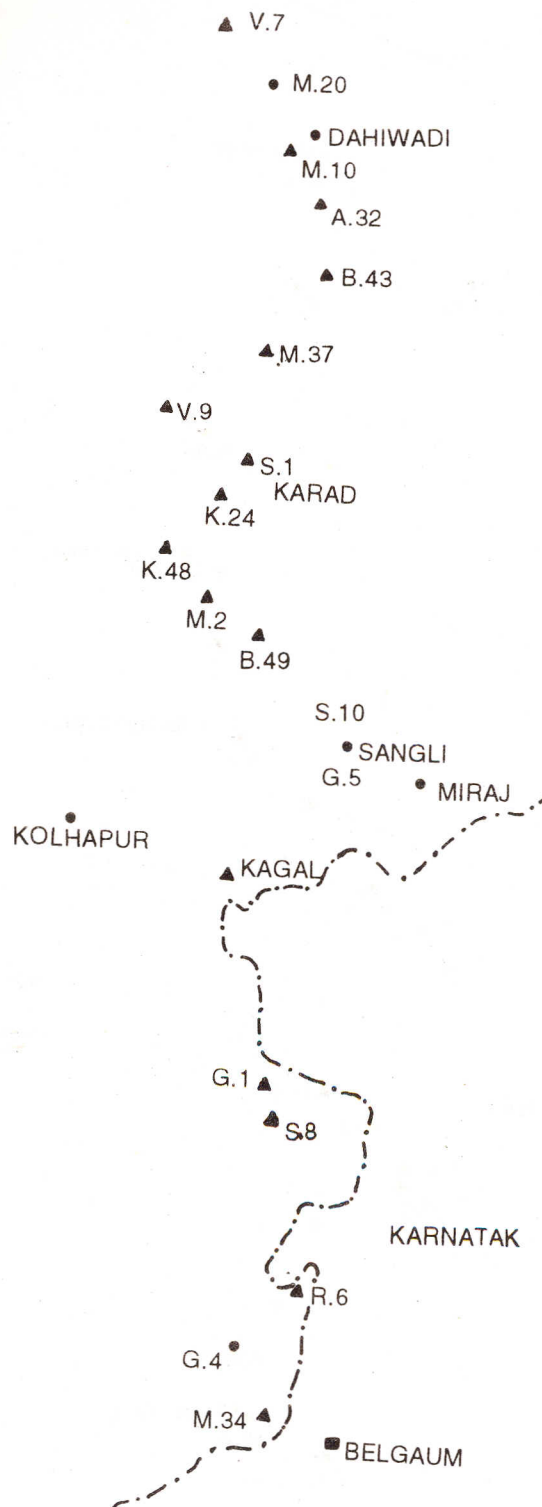 V.7
M.20
DAHIWADI
M.10
A.32
B.43
M.37
V.9
S.1
KARAD
K.24
K.48
M.2
B.49
S.10
SANGLI
G.5
MIRAJ
KOLHAPUR
KAGAL
G.1
S.8
KARNATAK
R.6
G.4
M.34
BELGAUM